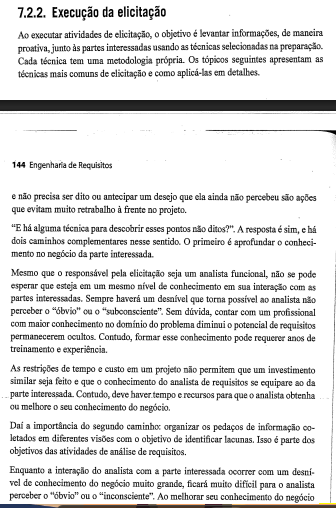 7.2.2. Execução da elicitação
Ao executar atividades de elicitação, o objetivo é levantar informações, de maneira
proativa, junto às partes interessadas usando as técnicas selecionadas na preparação.
Cada técnica tem uma metodologia própria. Os tópicos seguintes apresentam as
técnicas mais comuns de elicitação e como aplicá-las em detalhes.
144 Engenharia de Requisitos
e não precisa ser dito ou antecipar um desejo que ela ainda não percebeu são ações
que evitam muito retrabalho à frente no projeto.
“E há alguma técnica para descobrir esses pontos não ditos?”. A resposta é sim, e há
dois caminhos complementares nesse sentido. O primeiro é aprofundar o conheci-
mento no negócio da parte interessada.
Mesmo que o responsável pela elicitação seja um analista funcional, não se pode
esperar que esteja em um mesmo nível de conhecimento em sua interação com as
partes interessadas. Sempre haverá um desnível que torna possível ao analista não
perceber o “óbvio” ou o “subconsciente”. Sem dúvida, contar com um profissional
com maior conhecimento no domínio do problema diminui o potencial de requisitos
permanecerem ocultos. Contudo, formar esse conhecimento pode requerer anos de
treinamento e experiência.
As restrições de tempo e custo em um projeto não permitem que um investimento
similar seja feito e que o conhecimento do analista de requisitos se equipare ao da
parte interessada. Contudo, deve haver tempo e recursos para que o analista obtenha
ou melhore o seu conhecimento do negócio.
Daí a importância do segundo caminho: organizar os pedaços de informação co-
letados em diferentes visões com o objetivo de identificar lacunas. Isso é parte dos
objetivos das atividades de análise de requisitos.
Enquanto a interação do analista com a parte interessada ocorrer com um desní-
vel de conhecimento do negócio muito grande, ficará muito difícil para o analista
perceber o “óbvio” ou o “inconsciente”. Ao melhorar seu conhecimento do negócio